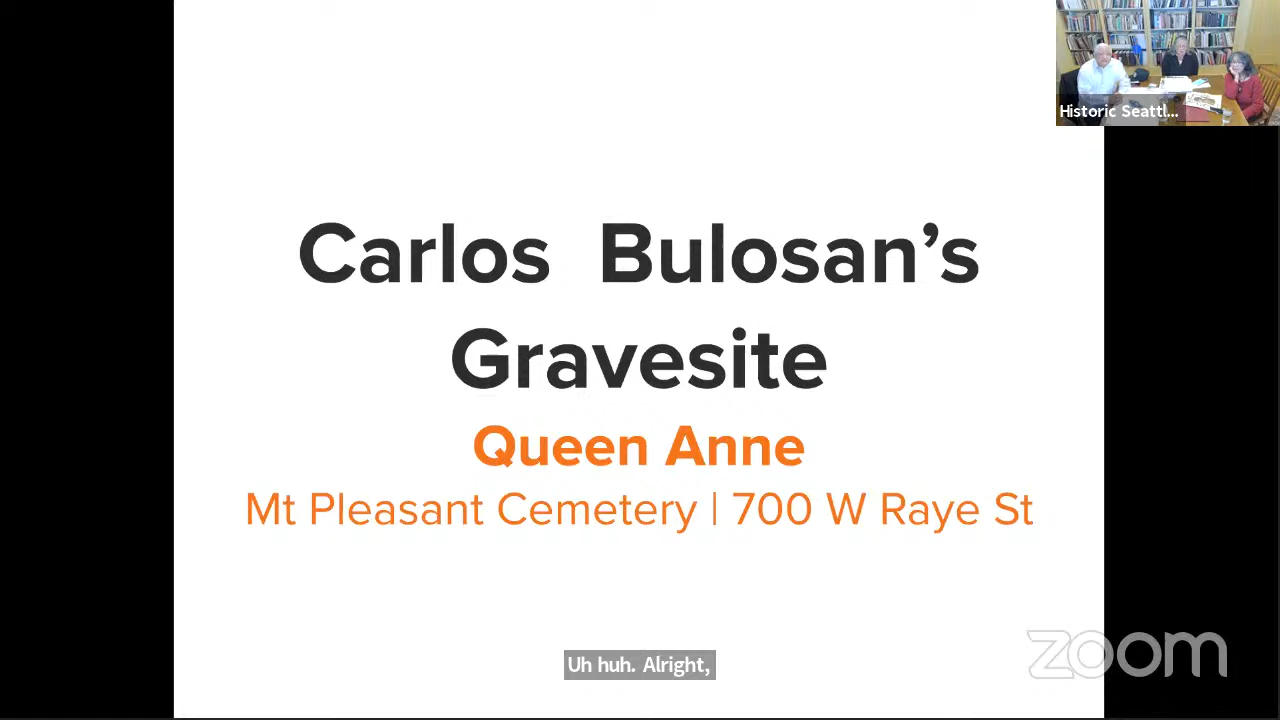 Historic Seattl...
Carlos Bulosan’s
Gravesite
Queen Anne
Mt Pleasant Cemetery | 700 W Raye St
Uh huh. Alright,
zoom